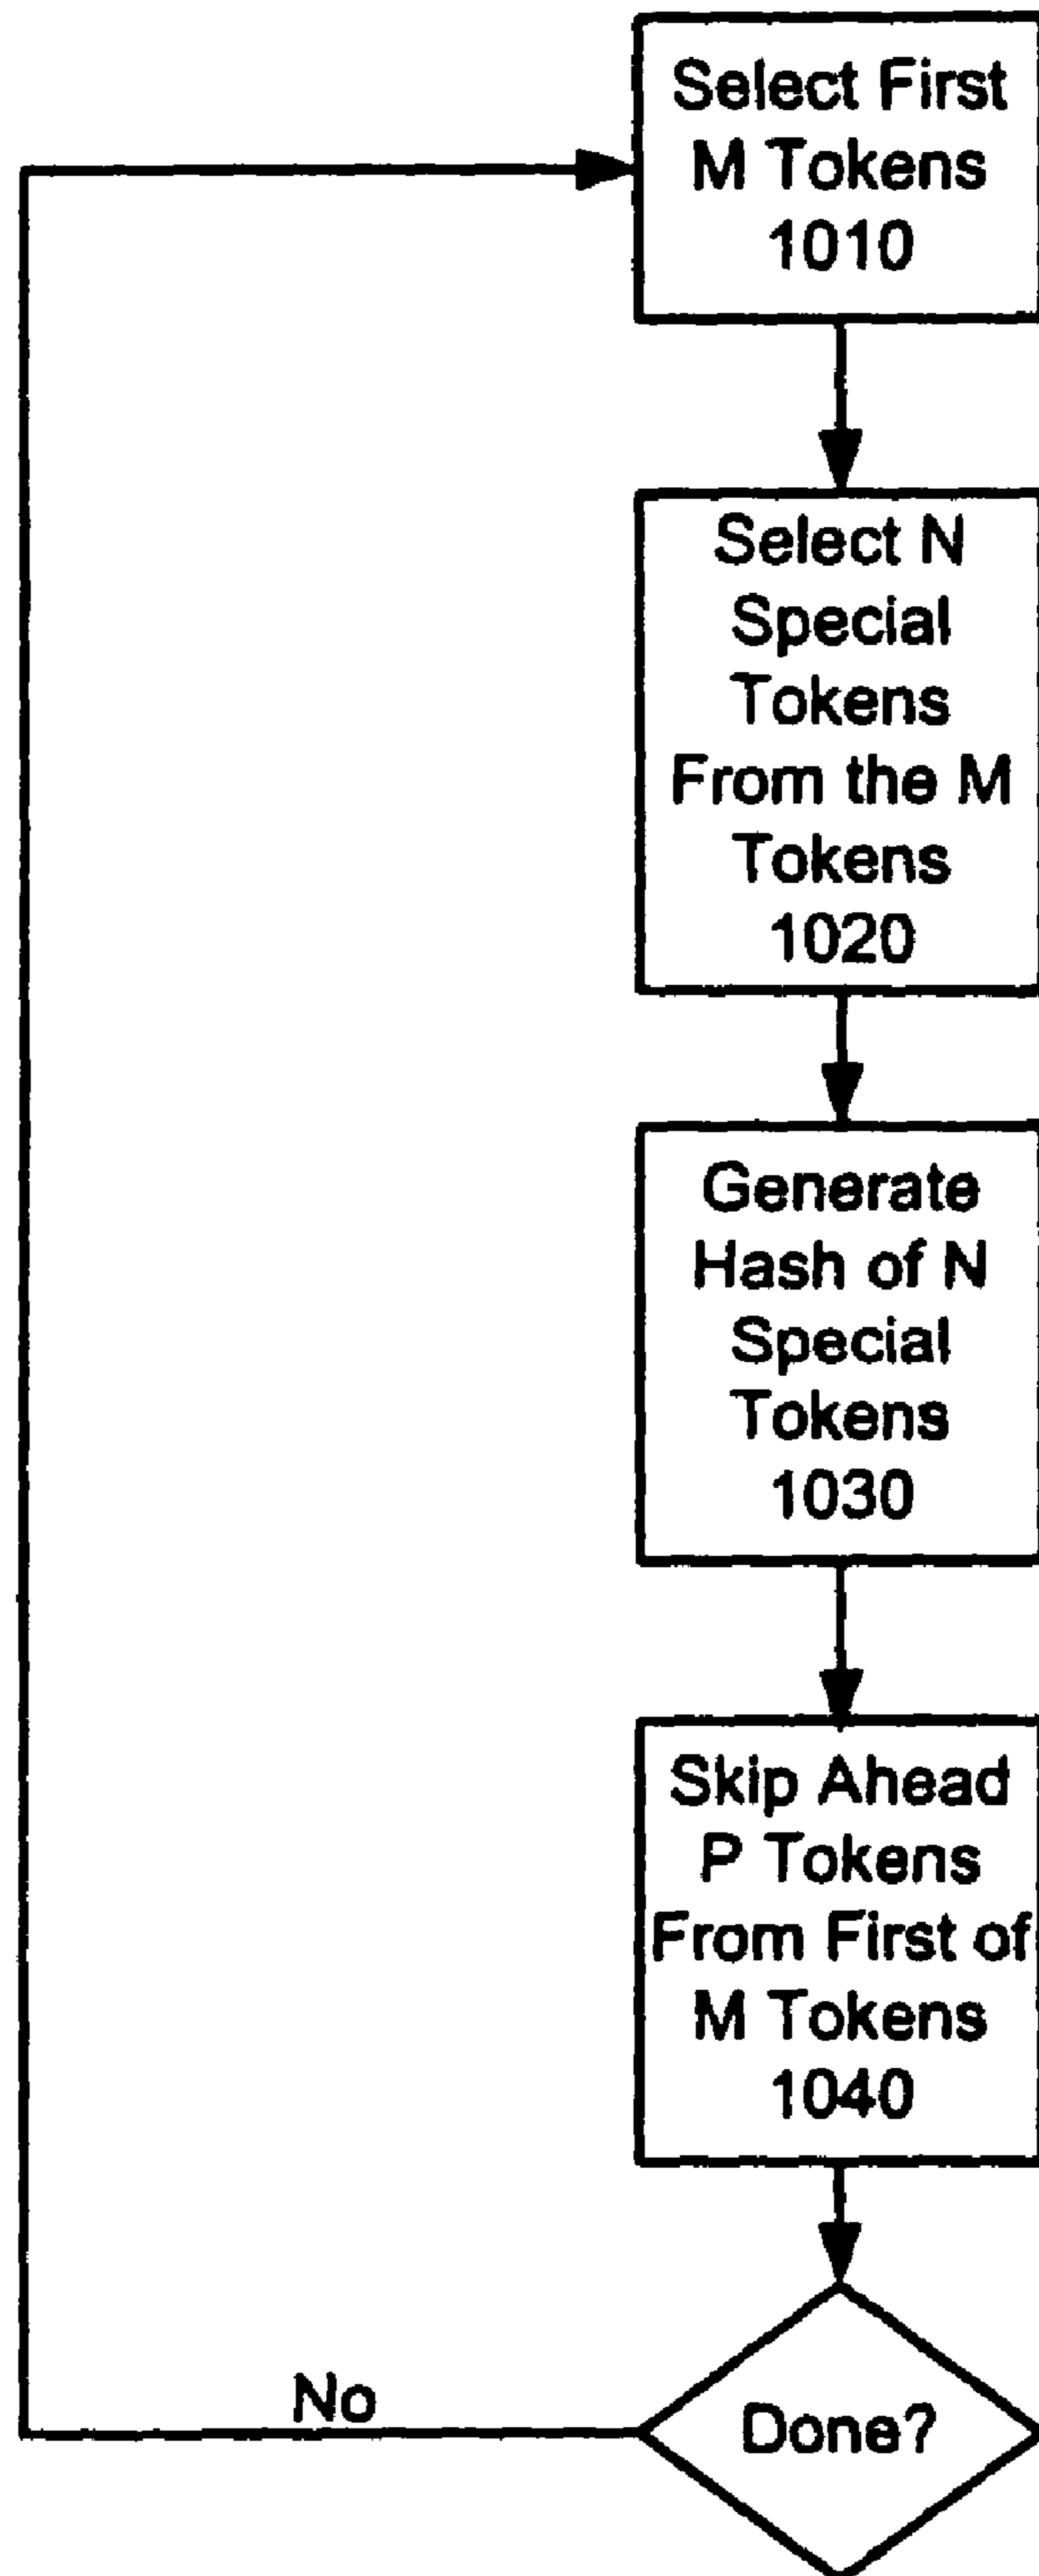 Select First
M Tokens
1010
Select N
Special
Tokens
From the M
Tokens
1020
Generate
Hash of N
Special
Tokens
1030
Skip Ahead
P Tokens
From First of
M Tokens
1040
No
Done?